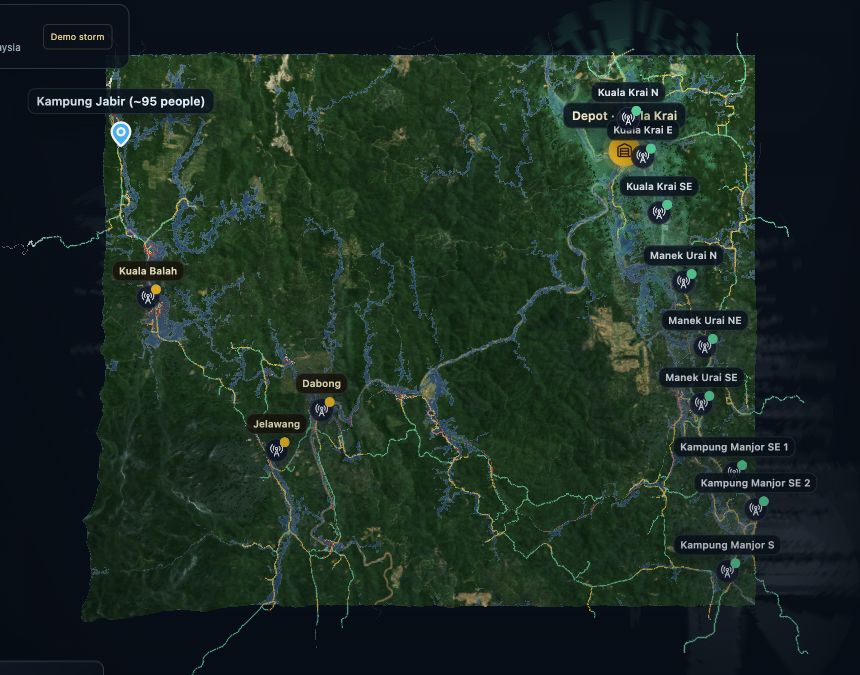 aysia
Demo storm
Kampung Jabir (~95 people)
Kuala Krai N
Depot · la Krai
Kuala Krai E
Kuala Krai SE
Manek Urai N
Kuala Balah
Manek Urai NE
Manek Urai SE
Dabong
Jelawang
Kampung Manjor SE 1
Kampung Manjor SE 2
Kampung Manjor S